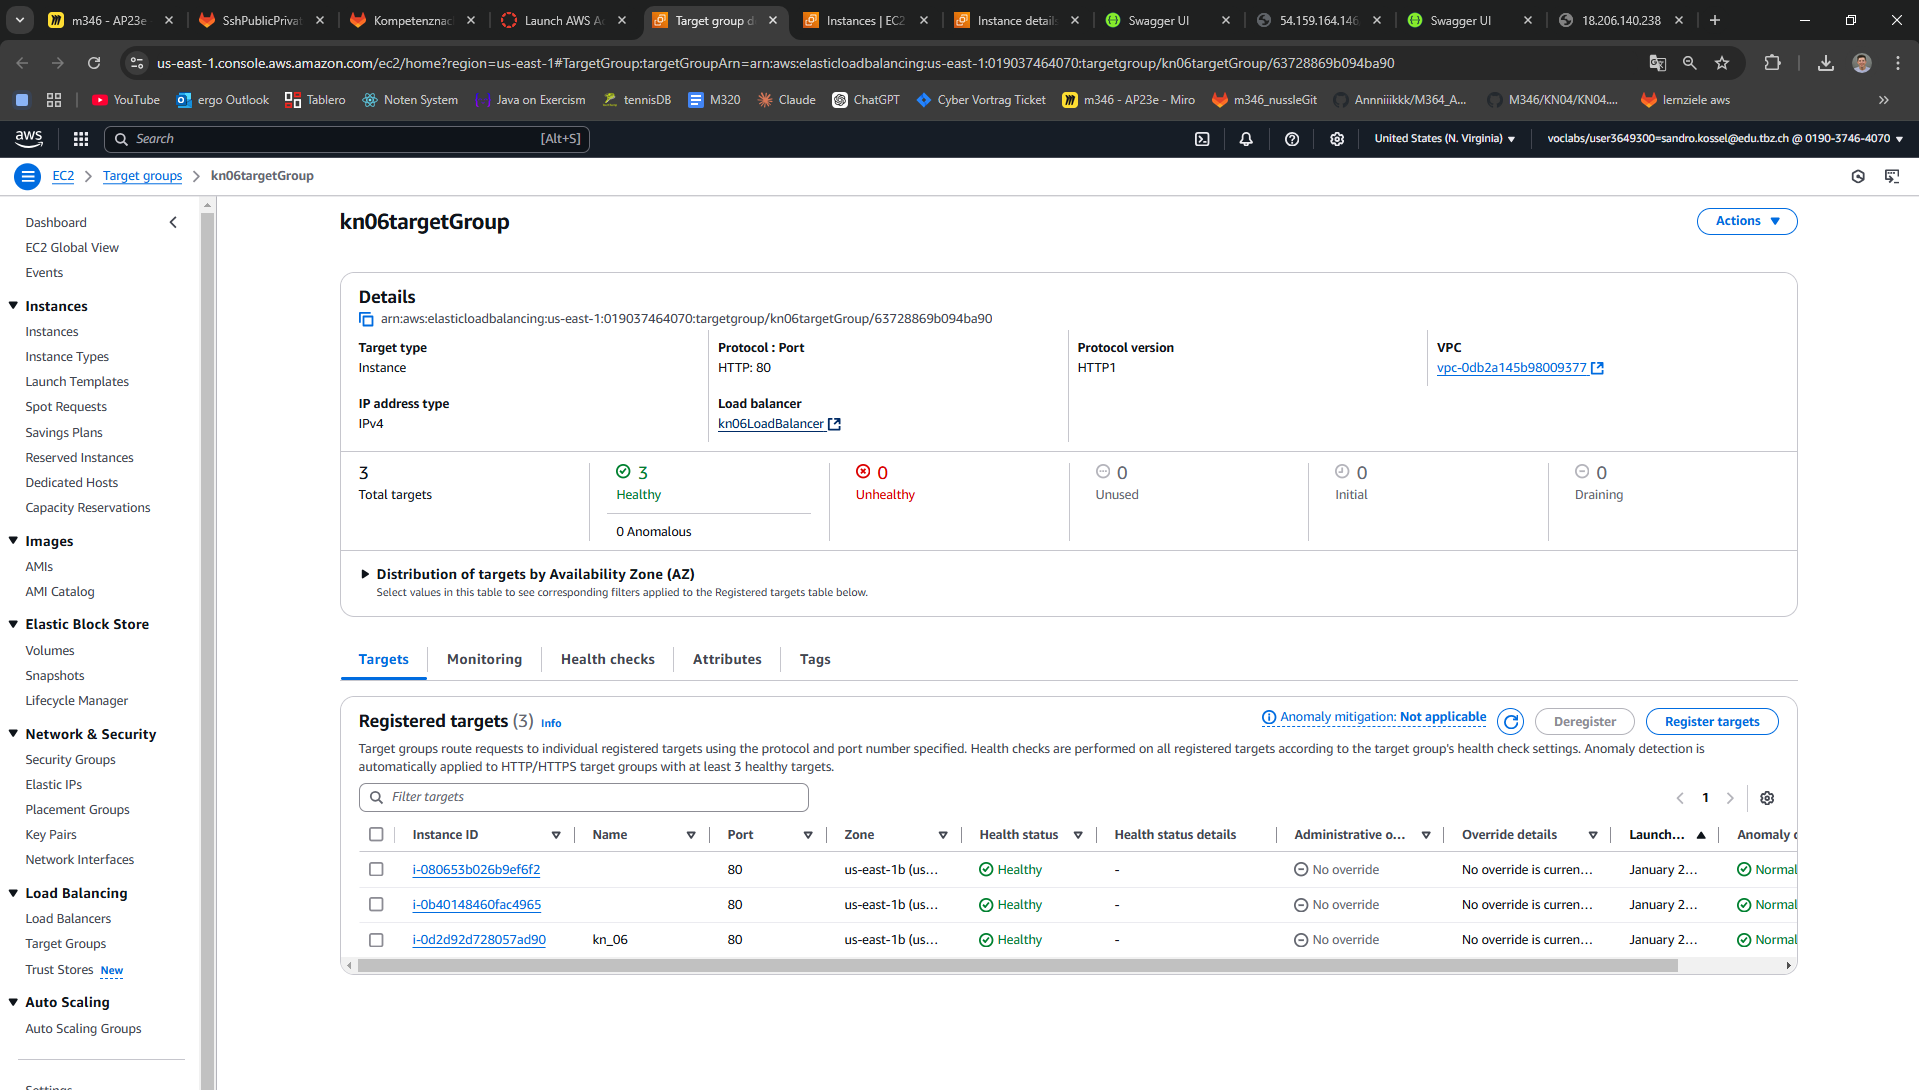 m346 - AP23e
SshPublicPrivat
Kompetenznac
Launch AWS Ac
Target group d
Instances | EC2
Instance details
Swagger UI
54.159.164.146
Swagger UI
18.206.140.238
us-east-1.console.aws.amazon.com/ec2/home?region=us-east-1#TargetGroup:targetGroupArn=arn:aws:elasticloadbalancing:us-east-1:019037464070:targetgroup/kn06targetGroup/63728869b094ba90
YouTube
ergo Outlook
Tablero
Noten System
Java on Exercism
tennisDB
M320
Claude
ChatGPT
Cyber Vortrag Ticket
m346 - AP23e - Miro
m346_nussleGit
Annniiikkk/M364_A...
M346/KN04/KN04....
lernziele aws
aws
Search
[Alt+S]
United States (N. Virginia)
voclabs/user3649300=sandro.kossel@edu.tbz.ch @ 0190-3746-4070
EC2
Target groups
kn06targetGroup
Dashboard
EC2 Global View
Events
Instances
Instances
Instance Types
Launch Templates
Spot Requests
Savings Plans
Reserved Instances
Dedicated Hosts
Capacity Reservations
Images
AMIs
AMI Catalog
Elastic Block Store
Volumes
Snapshots
Lifecycle Manager
Network & Security
Security Groups
Elastic IPs
Placement Groups
Key Pairs
Network Interfaces
Load Balancing
Load Balancers
Target Groups
Trust Stores New
Auto Scaling
Auto Scaling Groups
Settings
kn06targetGroup
Actions
Details
arn:aws:elasticloadbalancing:us-east-1:019037464070:targetgroup/kn06targetGroup/63728869b094ba90
Target type
Instance
Protocol : Port
HTTP: 80
Protocol version
HTTP1
VPC
vpc-0db2a145b98009377
IP address type
IPv4
Load balancer
kn06LoadBalancer
3
Total targets
3
Healthy
0 Anomalous
0
Unhealthy
0
Unused
0
Initial
0
Draining
Distribution of targets by Availability Zone (AZ)
Select values in this table to see corresponding filters applied to the Registered targets table below.
Targets
Monitoring
Health checks
Attributes
Tags
Registered targets (3) Info
Anomaly mitigation: Not applicable
Deregister
Register targets
Target groups route requests to individual registered targets using the protocol and port number specified. Health checks are performed on all registered targets according to the target group's health check settings. Anomaly detection is
automatically applied to HTTP/HTTPS target groups with at least 3 healthy targets.
Filter targets
1
Instance ID Name Port Zone Health status Health status details Administrative o... Override details Launch... Anomaly d
i-080653b026b9ef6f2 80 us-east-1b (us... Healthy - No override No override is curren... January 2... Normal
i-0b40148460fac4965 80 us-east-1b (us... Healthy - No override No override is curren... January 2... Normal
i-0d2d92d728057ad90 kn_06 80 us-east-1b (us... Healthy - No override No override is curren... January 2... Normal